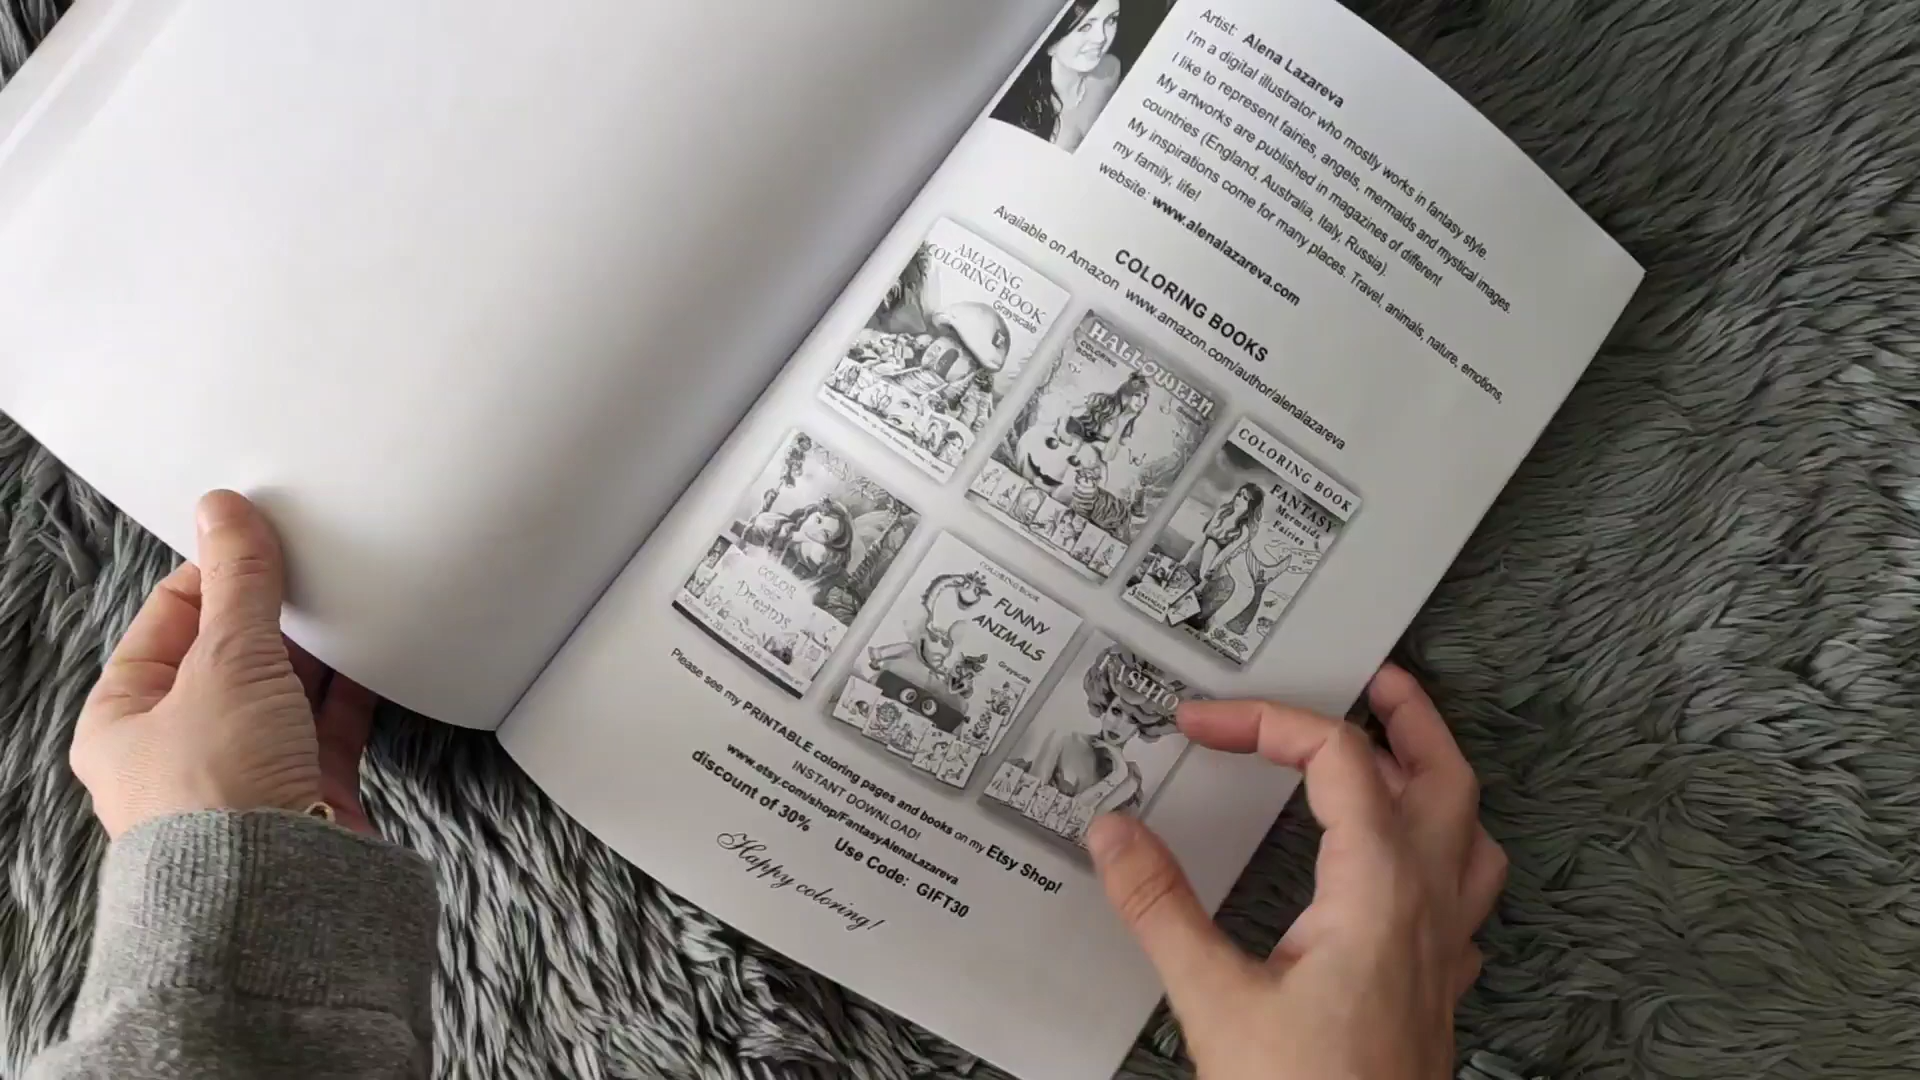 Artist: Alena Lazareva
I'm a digital illustrator who mostly works in fantasy style.
I like to represent fairies, angels, mermaids and mystical images.
My artworks are published in magazines of different
countries (England, Australia, Italy, Russia).
My inspirations come for many places. Travel, animals, nature, emotions,
my family, life!
website: www.alenalazareva.com
COLORING BOOKS
Available on Amazon www.amazon.com/author/alenalazareva
AMAZING
COLORING BOOK
Grayscale
HALLOWEEN
COLORING
BOOK
COLORING BOOK
FANTASY
Mermaids
Fairies
COLOR
YOUR
Dreams
COLORING BOOK
FUNNY
ANIMALS
Grayscale
FASHIO
Please see my PRINTABLE coloring pages and books on my Etsy Shop!
INSTANT DOWNLOAD!
www.etsy.com/shop/FantasyAlenaLazareva
discount of 30% Use Code: GIFT30
Happy coloring!